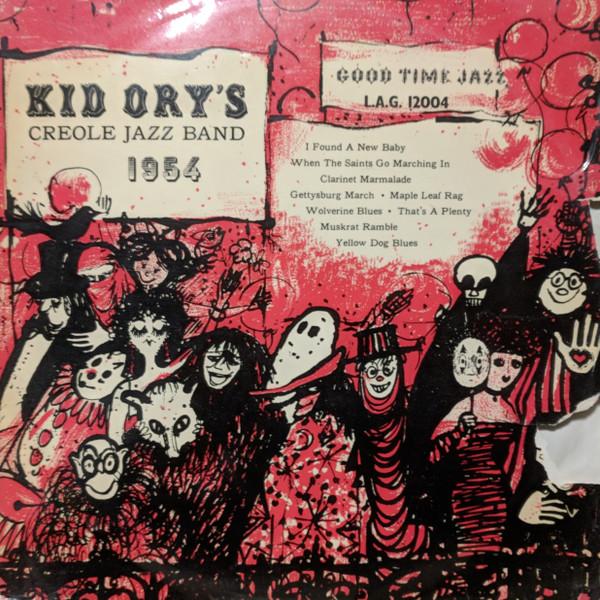 KID ORY'S
CREOLE JAZZ BAND
1954
GOOD TIME JAZZ
L.A.G. 12004
I Found A New Baby
When The Saints Go Marching In
Clarinet Marmalade
Gettysburg March • Maple Leaf Rag
Wolverine Blues • That's A Plenty
Muskrat Ramble
Yellow Dog Blues